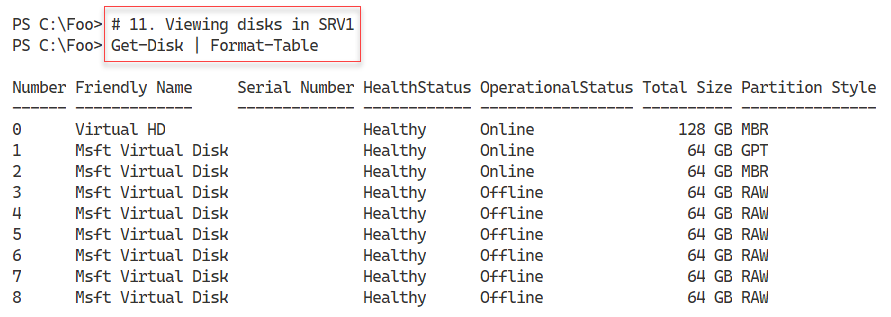 PS C:\Foo> # 11. Viewing disks in SRV1
PS C:\Foo> Get-Disk | Format-Table
Number Friendly Name     Serial Number HealthStatus OperationalStatus Total Size Partition Style
------ -------------     ------------- ------------ ----------------- ---------- ---------------
0      Virtual HD                      Healthy      Online                128 GB MBR
1      Msft Virtual Disk               Healthy      Online                 64 GB GPT
2      Msft Virtual Disk               Healthy      Online                 64 GB MBR
3      Msft Virtual Disk               Healthy      Offline                64 GB RAW
4      Msft Virtual Disk               Healthy      Offline                64 GB RAW
5      Msft Virtual Disk               Healthy      Offline                64 GB RAW
6      Msft Virtual Disk               Healthy      Offline                64 GB RAW
7      Msft Virtual Disk               Healthy      Offline                64 GB RAW
8      Msft Virtual Disk               Healthy      Offline                64 GB RAW